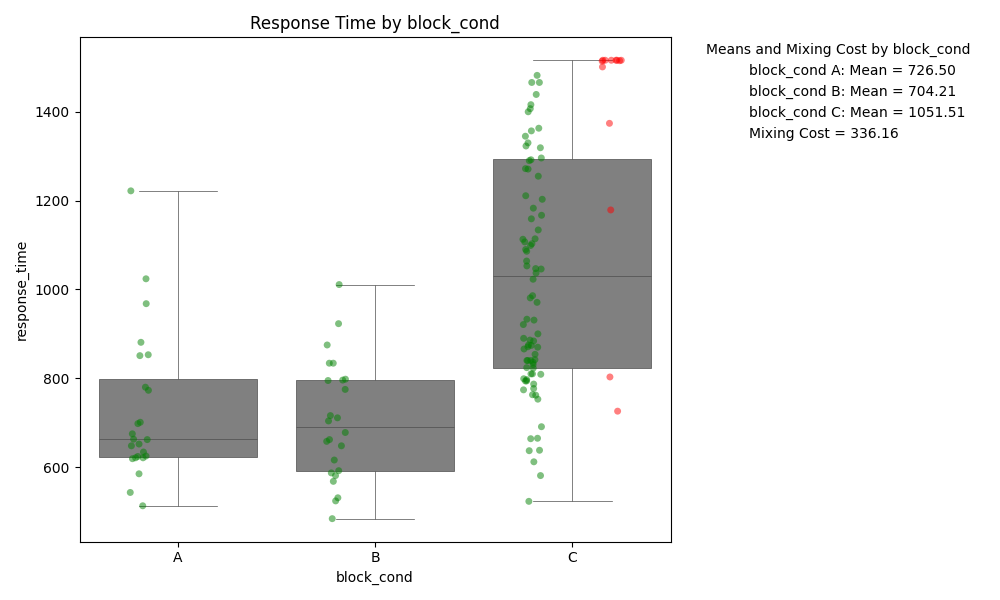 Response Time by block_cond
Means and Mixing Cost by block_cond
block_cond A: Mean = 726.50
block_cond B: Mean = 704.21
block_cond C: Mean = 1051.51
Mixing Cost = 336.16
response_time
1400
1200
1000
800
600
A
B
C
block_cond